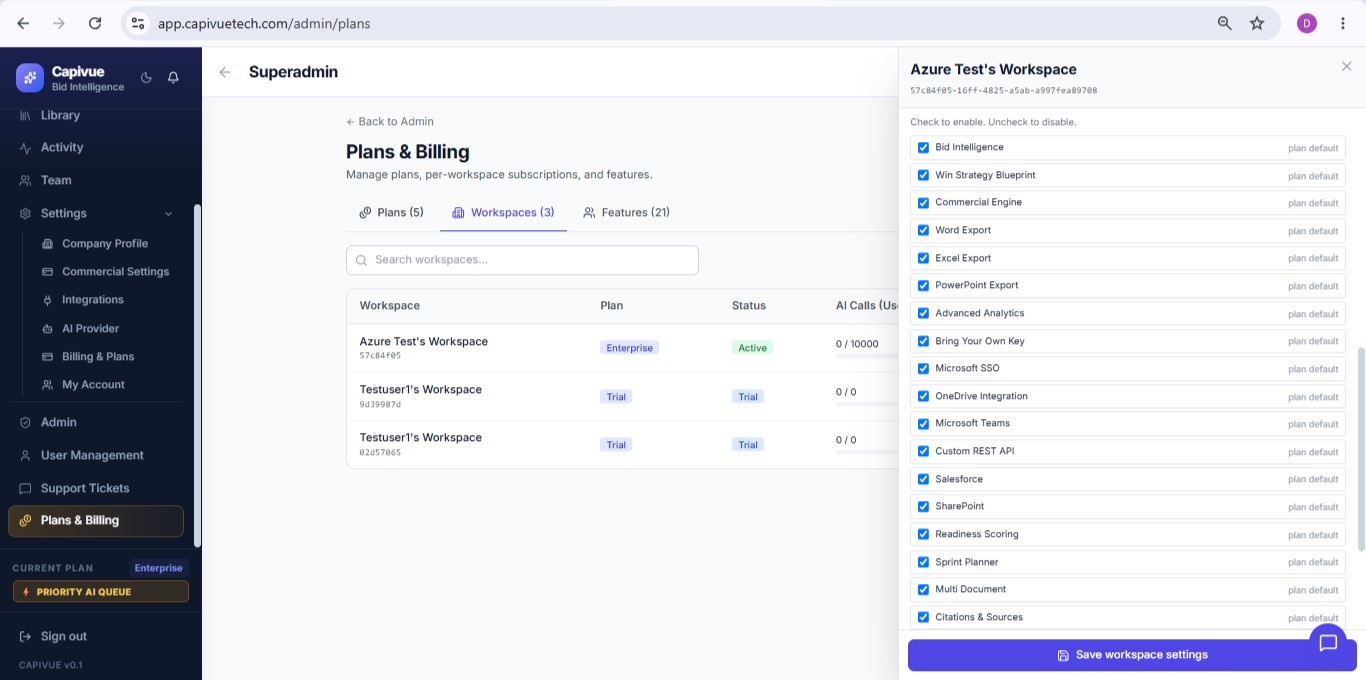 app.capivuetech.com/admin/plans
D
Capivue
Bid Intelligence
Library
Activity
Team
Settings
Company Profile
Commercial Settings
Integrations
AI Provider
Billing & Plans
My Account
Admin
User Management
Support Tickets
Plans & Billing
CURRENT PLAN Enterprise
PRIORITY AI QUEUE
Sign out
CAPIVUE v0.1
Superadmin
← Back to Admin
Plans & Billing
Manage plans, per-workspace subscriptions, and features.
Plans (5) Workspaces (3) Features (21)
Search workspaces...
Workspace Plan Status AI Calls (Us
Azure Test's Workspace Enterprise Active 0 / 10000
57c84f05
Testuser1's Workspace Trial Trial 0 / 0
9d39987d
Testuser1's Workspace Trial Trial 0 / 0
02d57065
Azure Test's Workspace
57c84f05-16ff-4825-a5ab-a997fea89708
Check to enable. Uncheck to disable.
Bid Intelligence plan default
Win Strategy Blueprint plan default
Commercial Engine plan default
Word Export plan default
Excel Export plan default
PowerPoint Export plan default
Advanced Analytics plan default
Bring Your Own Key plan default
Microsoft SSO plan default
OneDrive Integration plan default
Microsoft Teams plan default
Custom REST API plan default
Salesforce plan default
SharePoint plan default
Readiness Scoring plan default
Sprint Planner plan default
Multi Document plan default
Citations & Sources plan default
Save workspace settings